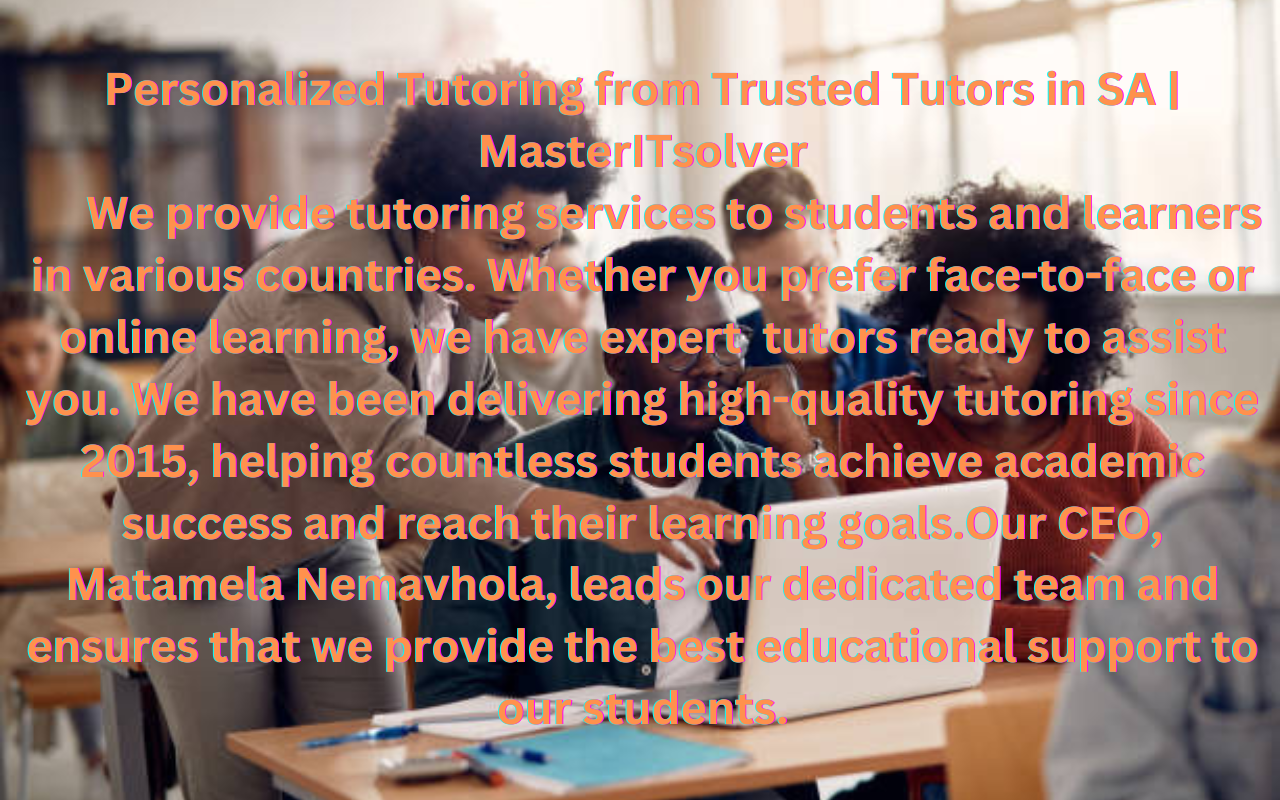 Personalized Tutoring from Trusted Tutors in SA |
MasterITsolver
We provide tutoring services to students and learners
in various countries. Whether you prefer face-to-face or
online learning, we have expert  tutors ready to assist
you. We have been delivering high-quality tutoring since
2015, helping countless students achieve academic
success and reach their learning goals.Our CEO,
Matamela Nemavhola, leads our dedicated team and
ensures that we provide the best educational support to
our students.